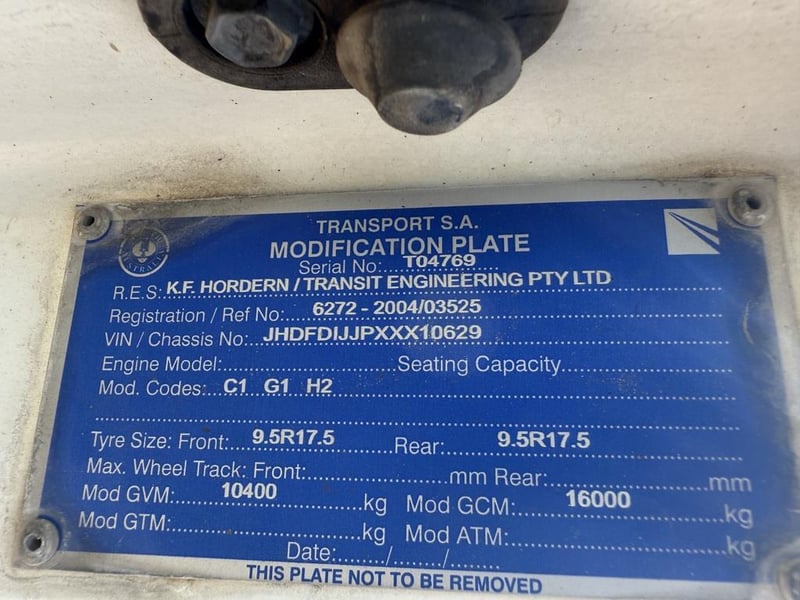 TRANSPORT S.A.
MODIFICATION PLATE
Serial No: T04769
R.E.S: K.F. HORDERN / TRANSIT ENGINEERING PTY LTD
Registration / Ref No: 6272 - 2004/03525
VIN / Chassis No: JHDFDIJJPXXX10629
Engine Model: Seating Capacity
Mod. Codes: C1 G1 H2
Tyre Size: Front: 9.5R17.5 Rear: 9.5R17.5
Max. Wheel Track: Front: mm Rear: mm
Mod GVM: 10400 kg Mod GCM: 16000 kg
Mod GTM: kg Mod ATM: kg
Date: / /
THIS PLATE NOT TO BE REMOVED